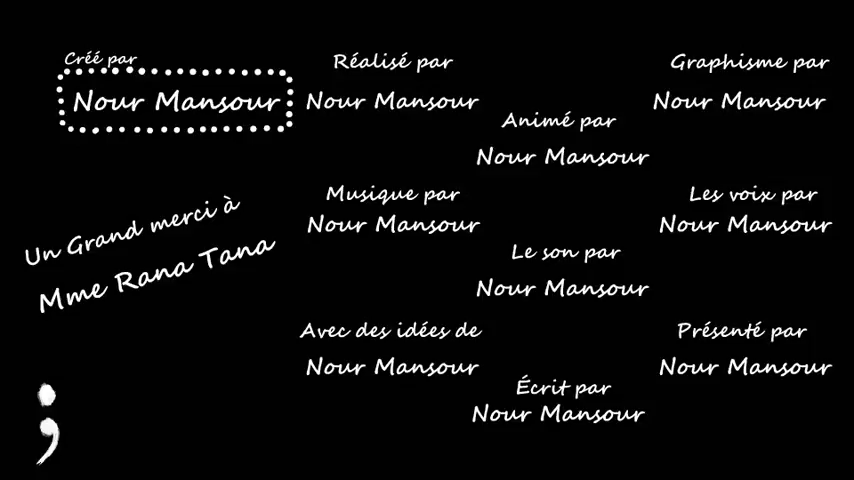 Créé par
Nour Mansour
Réalisé par
Nour Mansour
Graphisme par
Nour Mansour
Animé par
Nour Mansour
Musique par
Nour Mansour
Les voix par
Nour Mansour
Un Grand merci à
Mme Rana Tana
Le son par
Nour Mansour
Avec des idées de
Nour Mansour
Présenté par
Nour Mansour
Écrit par
Nour Mansour
;